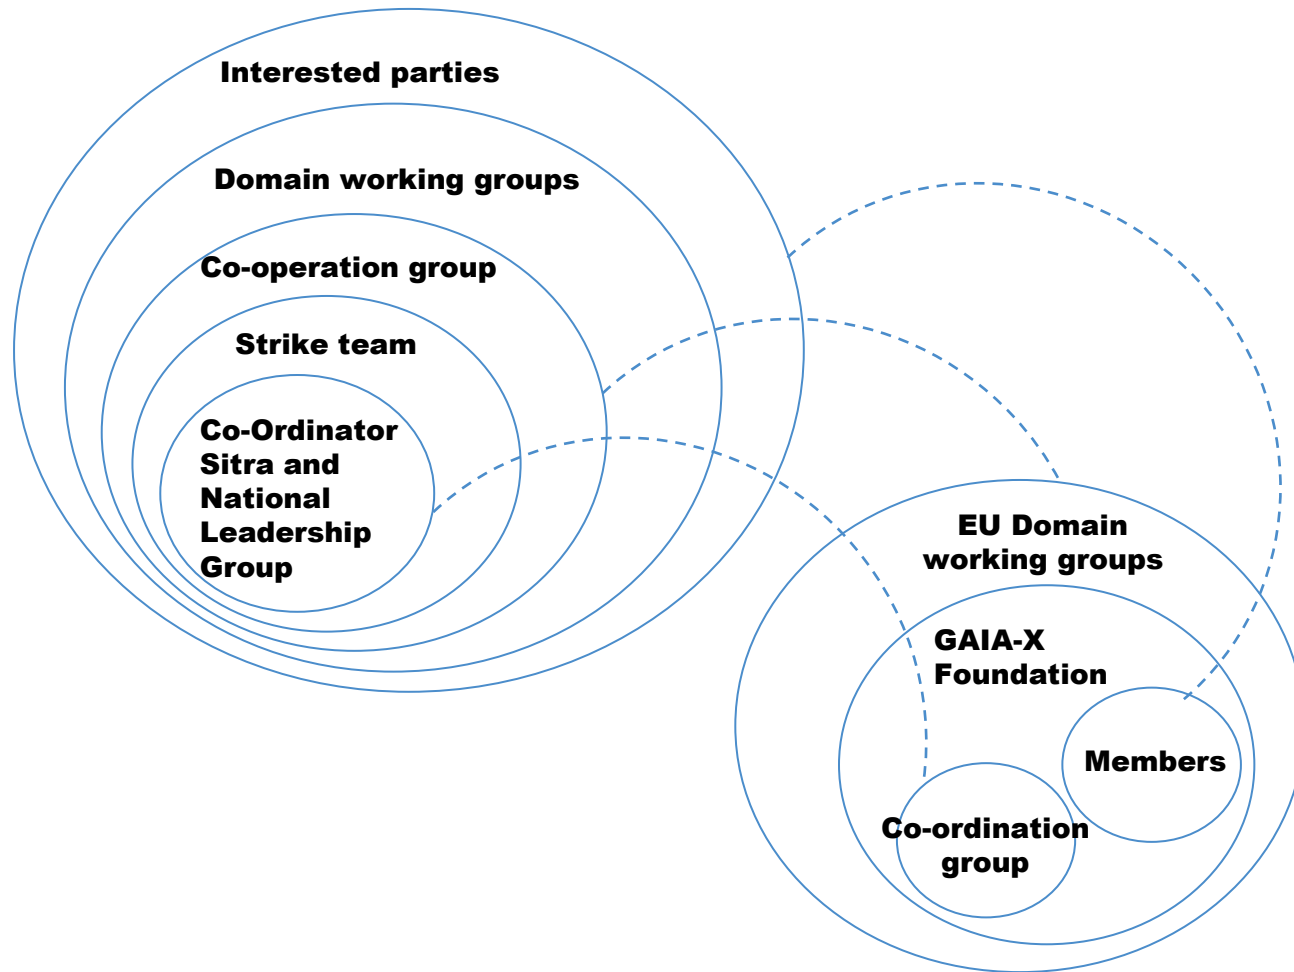 Interested parties
Domain working groups
Co-operation group
Strike team
Co-Ordinator
Sitra and
National
Leadership
Group
EU Domain
working groups
GAIA-X
Foundation
Members
Co-ordination
group